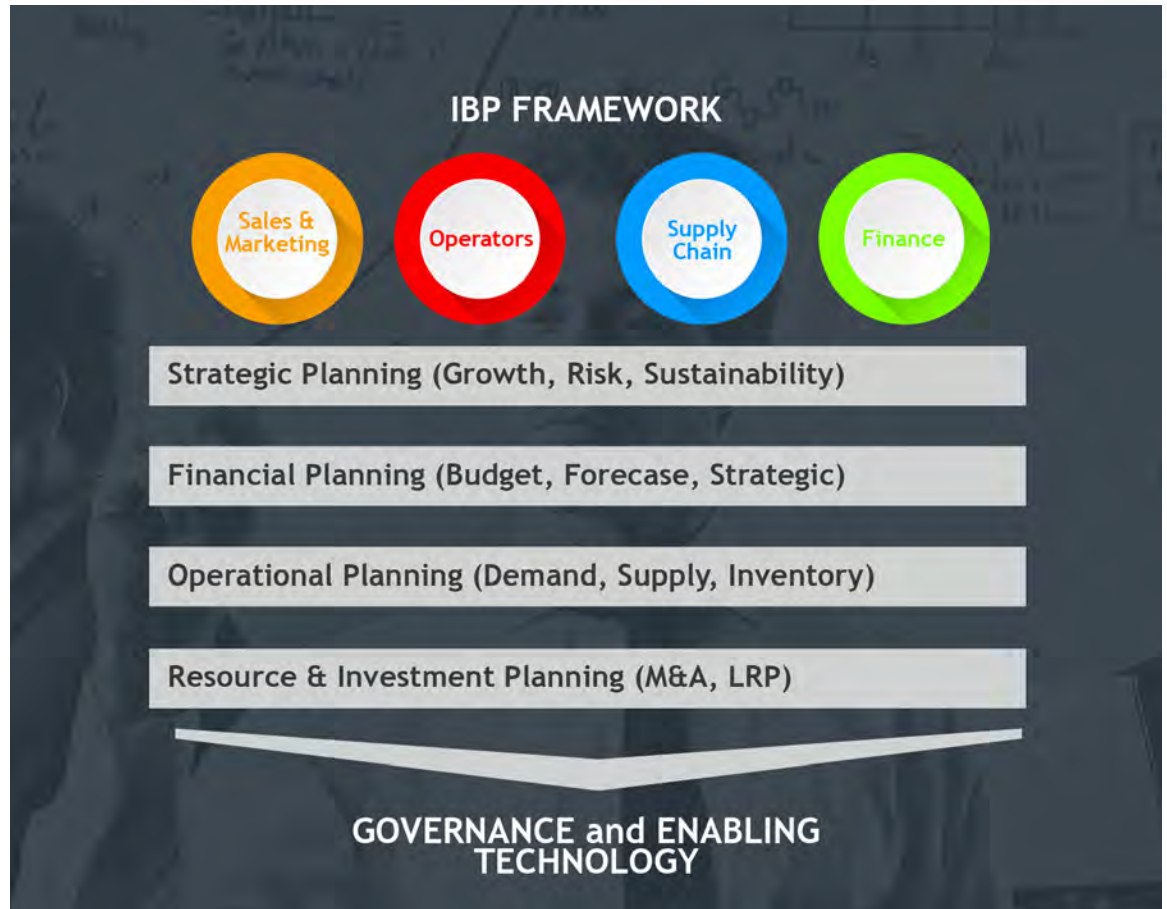 IBP FRAMEWORK
Sales &
Marketing
Operators
Supply
Chain
Finance
Strategic Planning (Growth, Risk, Sustainability)
Financial Planning (Budget, Forecase, Strategic)
Operational Planning (Demand, Supply, Inventory)
Resource & Investment Planning (M&A, LRP)
GOVERNANCE and ENABLING
TECHNOLOGY